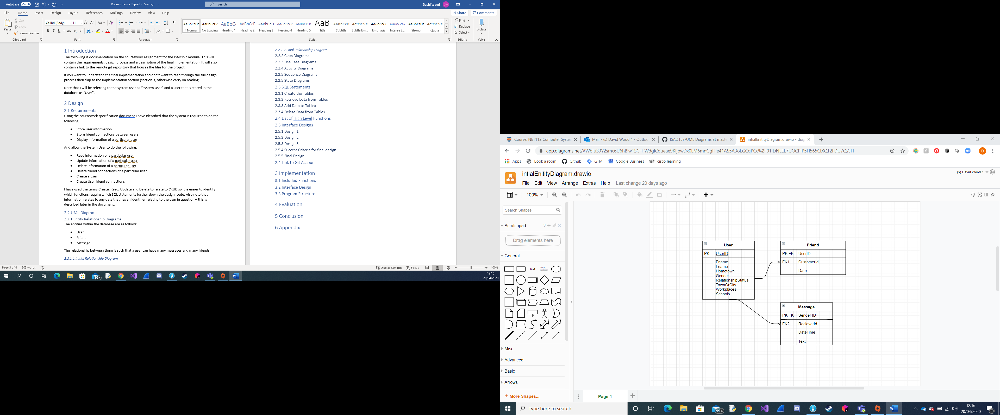 AutoSave On
Requirements Report - Saving...
Search
David Wood DW
File Home Insert Design Layout References Mailings Review View Help
Share Comments
Paste
Cut
Copy
Format Painter
Clipboard
Calibri (Body) 11
Font
Paragraph
AaBbCcDc AaBbCcDc AaBbCc AaBbCcE AaBbCcD AaBbCcDc AaBbCcDc AaB AaBbCcE AaBbCcDc AaBbCcDc AaBbCcDc AaBbCcDc AaBbCcDc
¶ Normal No Spacing Heading 1 Heading 2 Heading 3 Heading 4 Heading 5 Title Subtitle Subtle Em... Emphasis Intense E... Strong Quote
Styles
Find
Replace
Select
Editing
Dictate
Voice
1 Introduction
The following is documentation on the coursework assignment for the ISAD157 module. This will
contain the requirements, design process and a description of the final implementation. It will also
contain a link to the remote git repository that houses the files for the project.
If you want to understand the final implementation and don't want to read through the full design
process then skip to the implementation section (section 3, otherwise carry on reading.
Note that I will be referring to the system user as "System User" and a user that is stored in the
database as "User".
2 Design
2.1 Requirements
Using the coursework specification document I have identified that the system is required to do the
following:
• Store user information
• Store friend connections between users
• Display information of a particular user
And allow the System User to do the following:
• Read information of a particular user
• Update information of a particular user
• Delete information of a particular user
• Delete friend connections of a particular user
• Create a user
• Create User friend connections
I have used the terms Create, Read, Update and Delete to relate to CRUD so it is easier to identify
which functions require which SQL statements further down the design route. Also note that
information relates to any data that has an identifier relating to the user in question – this is
described later in the document.
2.2 UML Diagrams
2.2.1 Entity Relationship Diagrams
The entities within the database are as follows:
• User
• Friend
• Message
The relationship between them is such that a user can have many messages and many friends.
2.2.1.1 Initial Relationship Diagram
2.2.1.2 Final Relationship Diagram
2.2.2 Class Diagrams
2.2.3 Use Case Diagrams
2.2.4 Activity Diagrams
2.2.5 Sequence Diagrams
2.2.5 State Diagrams
2.3 SQL Statements
2.3.1 Create the Tables
2.3.2 Retrieve Data from Tables
2.3.3 Add Data to Tables
2.3.4 Delete Data from Tables
2.4 List of High Level Functions
2.5 Interface Designs
2.5.1 Design 1
2.5.2 Design 2
2.5.3 Design 3
2.5.4 Success Criteria for final design
2.5.5 Final Design
2.4 Link to Git Account
3 Implementation
3.1 Included Functions
3.2 Interface Design
3.3 Program Structure
4 Evaluation
5 Conclusion
6 Appendix
Page 3 of 4 503 words
Display Settings Focus
100%
99+
12:16
20/04/2020
Course: NET112 Computer Syste
Mail - (s) David Wood 1 - Outloo
ISAD157/UML Diagrams at mast
intialEnitityDiagram.drawio - diag
Apps Book a room Github GTM Google Business cisco learning
intialEnitityDiagram.drawio
(s) David Wood 1
File Edit View Arrange Extras Help Last change 20 days ago
100%
Search Shapes
Scratchpad
Drag elements here
General
Text
Heading
Misc
Advanced
Basic
Arrows
+ More Shapes...
User
PK UserID
Fname
Lname
Hometown
Gender
RelationshipStatus
TownOrCity
Workplaces
Schools
Friend
PK FK UserID
FK1 CustomerId
Date
Message
PK FK Sender ID
FK2 RecieverId
DateTime
Text
Page-1
Type here to search
99+
12:16
20/04/2020
19